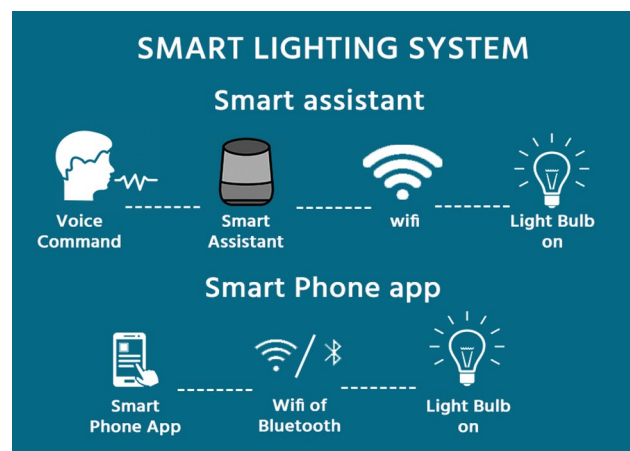 SMART LIGHTING SYSTEM
Smart assistant
Voice
Command
Smart
Assistant
wifi
Light Bulb
on
Smart Phone app
Smart
Phone App
Wifi of
Bluetooth
Light Bulb
on